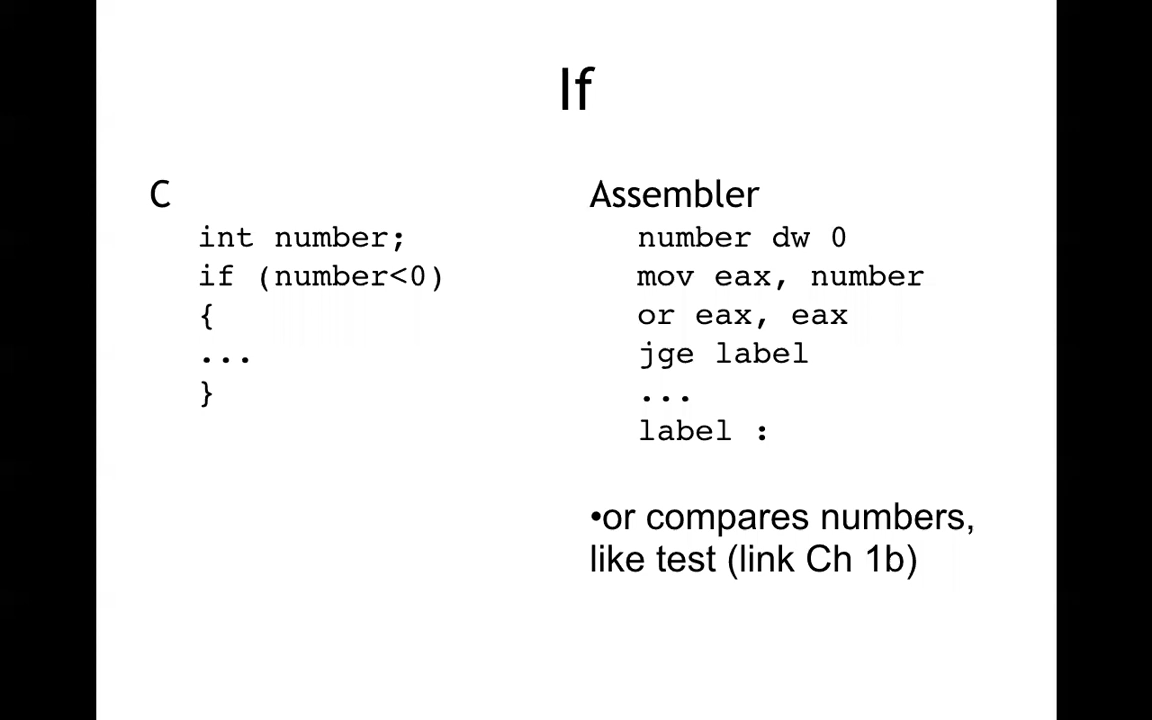 If
C
int number;
if (number<0)
{
...
}
Assembler
number dw 0
mov eax, number
or eax, eax
jge label
...
label :
•or compares numbers,
like test (link Ch 1b)